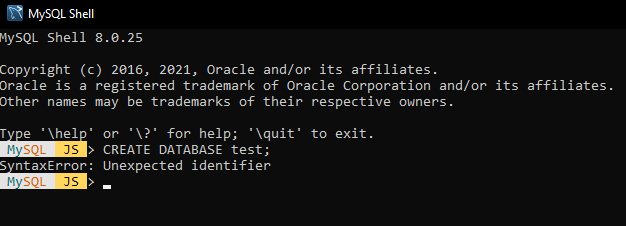 MySQL Shell
MySQL Shell 8.0.25
Copyright (c) 2016, 2021, Oracle and/or its affiliates.
Oracle is a registered trademark of Oracle Corporation and/or its affiliates.
Other names may be trademarks of their respective owners.
Type '\help' or '\?' for help; '\quit' to exit.
MySQL JS > CREATE DATABASE test;
SyntaxError: Unexpected identifier
MySQL JS >